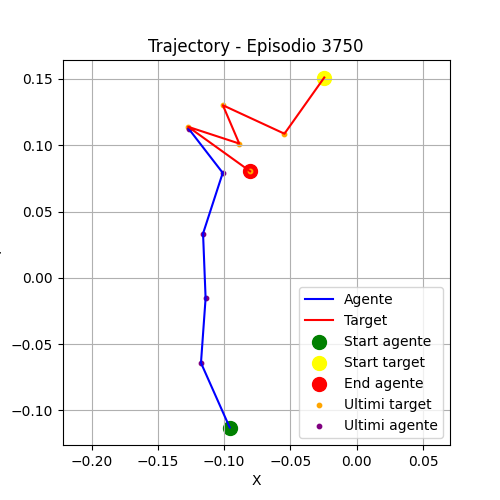 Trajectory - Episodio 3750
0.15
0.10
0.05
0.00
−0.05
−0.10
−0.20
−0.15
−0.10
−0.05
0.00
0.05
X
Agente
Target
Start agente
Start target
End agente
Ultimi target
Ultimi agente